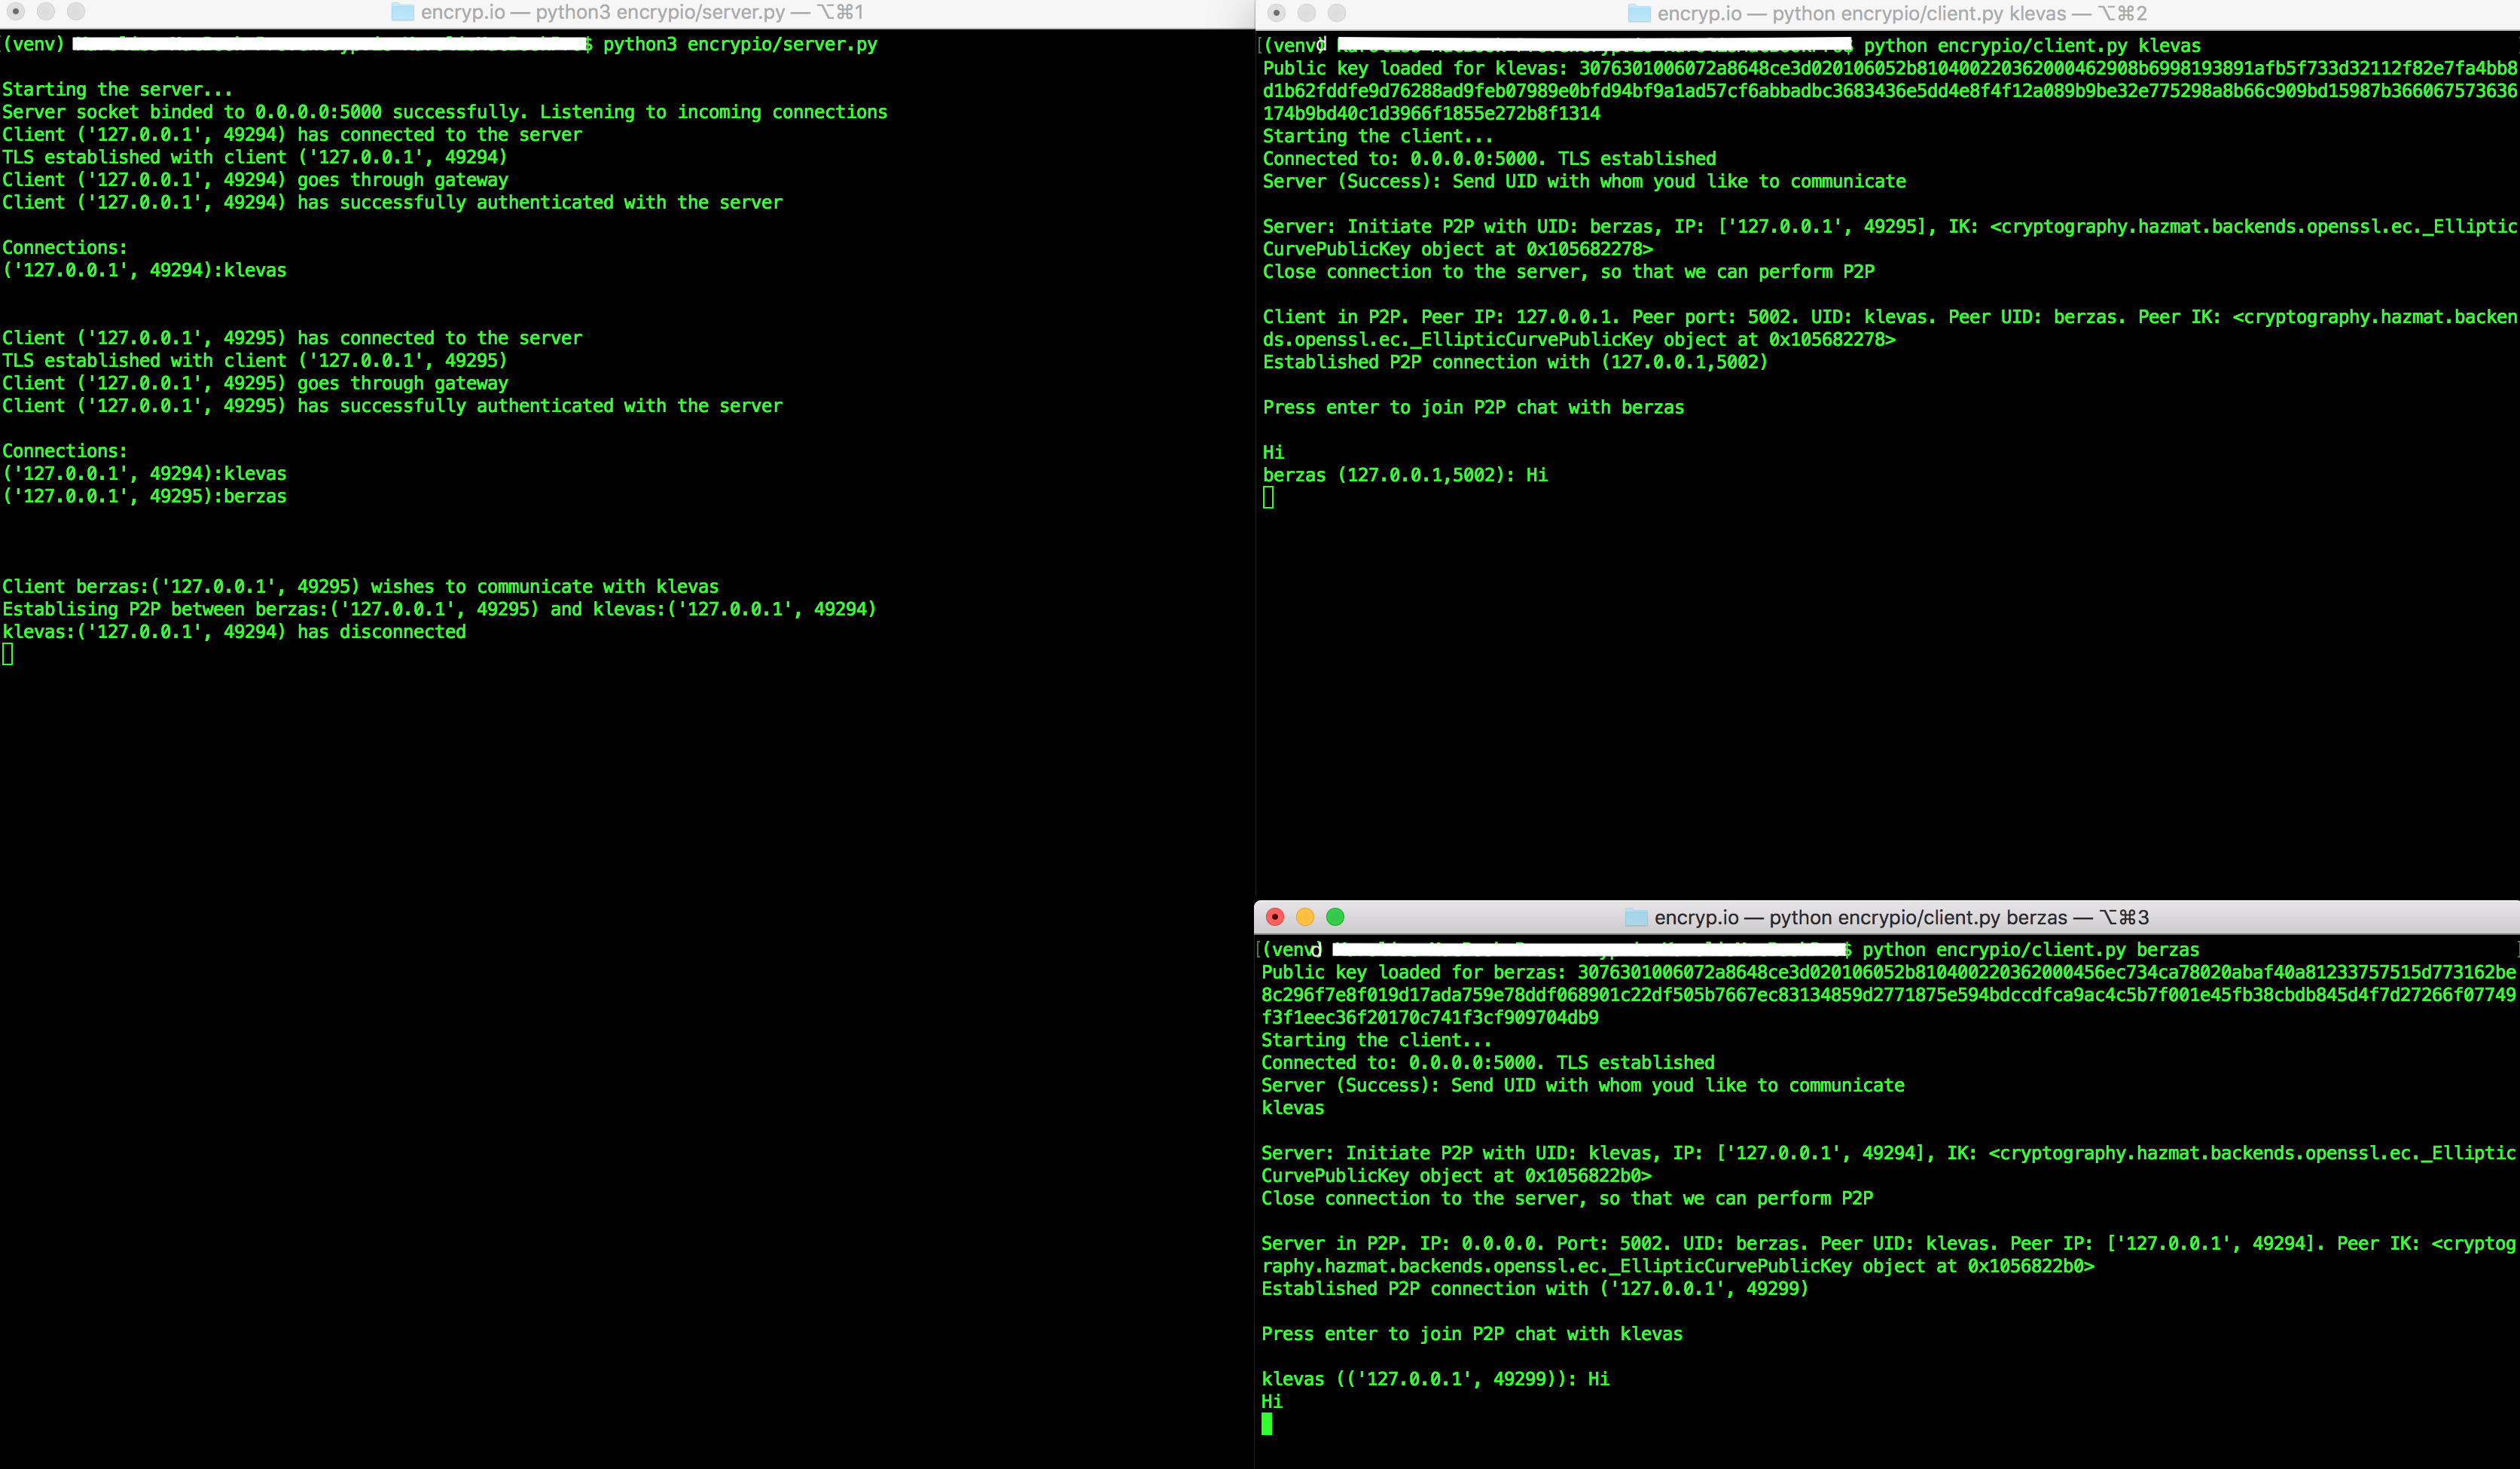 encryp.io — python3 encrypio/server.py — ⌥⌘1
(venv) $ python3 encrypio/server.py
Starting the server...
Server socket binded to 0.0.0.0:5000 successfully. Listening to incoming connections
Client ('127.0.0.1', 49294) has connected to the server
TLS established with client ('127.0.0.1', 49294)
Client ('127.0.0.1', 49294) goes through gateway
Client ('127.0.0.1', 49294) has successfully authenticated with the server
Connections:
('127.0.0.1', 49294):klevas
Client ('127.0.0.1', 49295) has connected to the server
TLS established with client ('127.0.0.1', 49295)
Client ('127.0.0.1', 49295) goes through gateway
Client ('127.0.0.1', 49295) has successfully authenticated with the server
Connections:
('127.0.0.1', 49294):klevas
('127.0.0.1', 49295):berzas
Client berzas:('127.0.0.1', 49295) wishes to communicate with klevas
Establising P2P between berzas:('127.0.0.1', 49295) and klevas:('127.0.0.1', 49294)
klevas:('127.0.0.1', 49294) has disconnected
encryp.io — python encrypio/client.py klevas — ⌥⌘2
(venv) $ python encrypio/client.py klevas
Public key loaded for klevas: 3076301006072a8648ce3d020106052b810400220362000462908b6998193891afb5f733d32112f82e7fa4bb8
d1b62fddfe9d76288ad9feb07989e0bfd94bf9a1ad57cf6abbadbc3683436e5dd4e8f4f12a089b9be32e775298a8b66c909bd15987b366067573636
174b9bd40c1d3966f1855e272b8f1314
Starting the client...
Connected to: 0.0.0.0:5000. TLS established
Server (Success): Send UID with whom youd like to communicate
Server: Initiate P2P with UID: berzas, IP: ['127.0.0.1', 49295], IK: <cryptography.hazmat.backends.openssl.ec._Elliptic
CurvePublicKey object at 0x105682278>
Close connection to the server, so that we can perform P2P
Client in P2P. Peer IP: 127.0.0.1. Peer port: 5002. UID: klevas. Peer UID: berzas. Peer IK: <cryptography.hazmat.backen
ds.openssl.ec._EllipticCurvePublicKey object at 0x105682278>
Established P2P connection with (127.0.0.1,5002)
Press enter to join P2P chat with berzas
Hi
berzas (127.0.0.1,5002): Hi
encryp.io — python encrypio/client.py berzas — ⌥⌘3
(venv) $ python encrypio/client.py berzas
Public key loaded for berzas: 3076301006072a8648ce3d020106052b810400220362000456ec734ca78020abaf40a81233757515d773162be
8c296f7e8f019d17ada759e78ddf068901c22df505b7667ec83134859d2771875e594bdccdfca9ac4c5b7f001e45fb38cbdb845d4f7d27266f07749
f3f1eec36f20170c741f3cf909704db9
Starting the client...
Connected to: 0.0.0.0:5000. TLS established
Server (Success): Send UID with whom youd like to communicate
klevas
Server: Initiate P2P with UID: klevas, IP: ['127.0.0.1', 49294], IK: <cryptography.hazmat.backends.openssl.ec._Elliptic
CurvePublicKey object at 0x1056822b0>
Close connection to the server, so that we can perform P2P
Server in P2P. IP: 0.0.0.0. Port: 5002. UID: berzas. Peer UID: klevas. Peer IP: ['127.0.0.1', 49294]. Peer IK: <cryptog
raphy.hazmat.backends.openssl.ec._EllipticCurvePublicKey object at 0x1056822b0>
Established P2P connection with ('127.0.0.1', 49299)
Press enter to join P2P chat with klevas
klevas (('127.0.0.1', 49299)): Hi
Hi